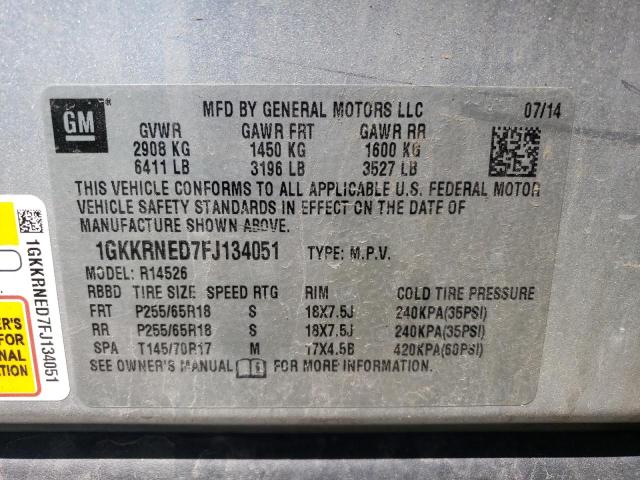 GM
MFD BY GENERAL MOTORS LLC 07/14
GVWR GAWR FRT GAWR RR
2908 KG 1450 KG 1600 KG
6411 LB 3196 LB 3527 LB
THIS VEHICLE CONFORMS TO ALL APPLICABLE U.S. FEDERAL MOTOR
VEHICLE SAFETY STANDARDS IN EFFECT ON THE DATE OF
MANUFACTURE SHOWN ABOVE.
1GKKRNED7FJ134051 TYPE: M.P.V.
MODEL: R14526
RBBD TIRE SIZE SPEED RTG RIM COLD TIRE PRESSURE
FRT P255/65R18 S 18X7.5J 240KPA(35PSI)
RR P255/65R18 S 18X7.5J 240KPA(35PSI)
SPA T145/70R17 M 17X4.5B 420KPA(60PSI)
SEE OWNER'S MANUAL FOR MORE INFORMATION.
1GKKRNED7FJ134051
NER'S
FOR
ONAL
TION